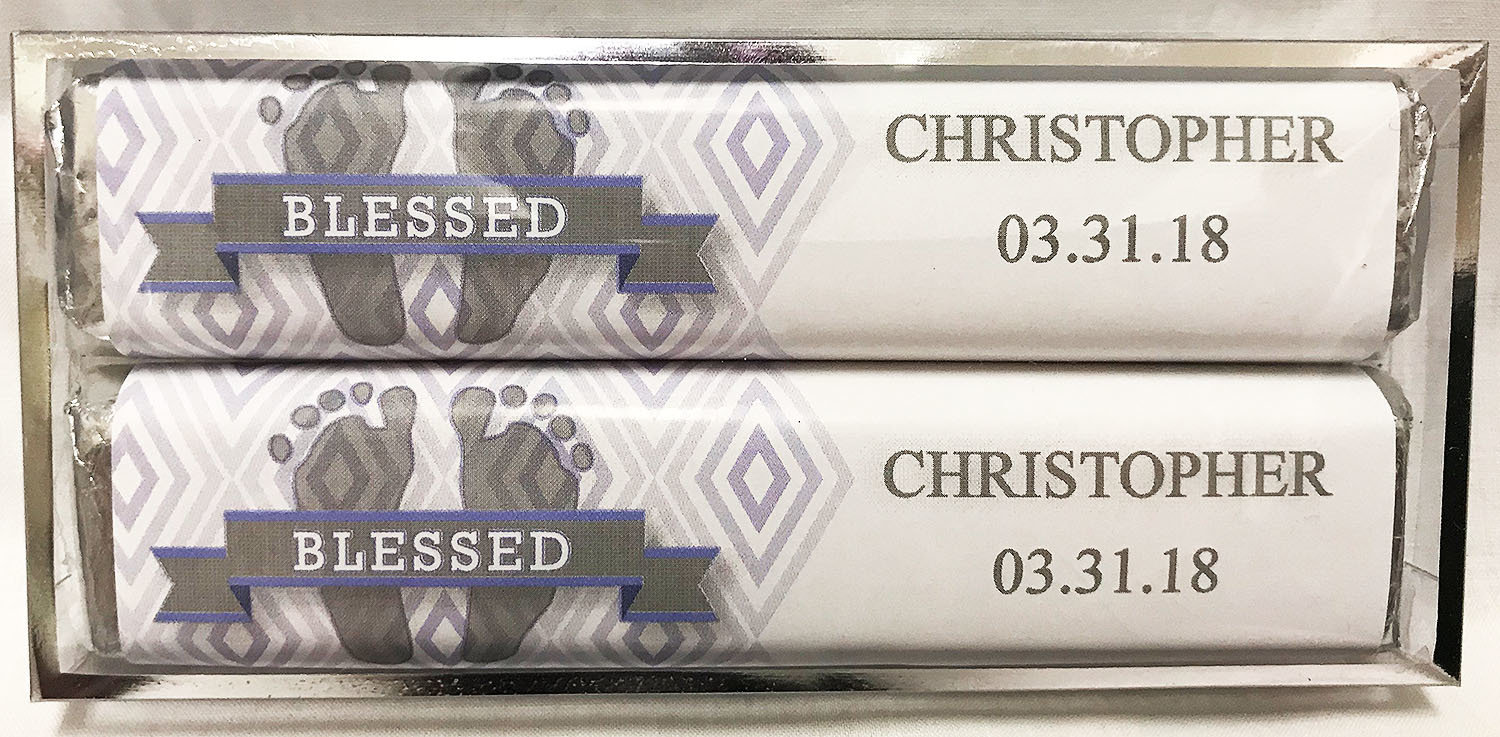 BLESSED
CHRISTOPHER
03.31.18
BLESSED
CHRISTOPHER
03.31.18